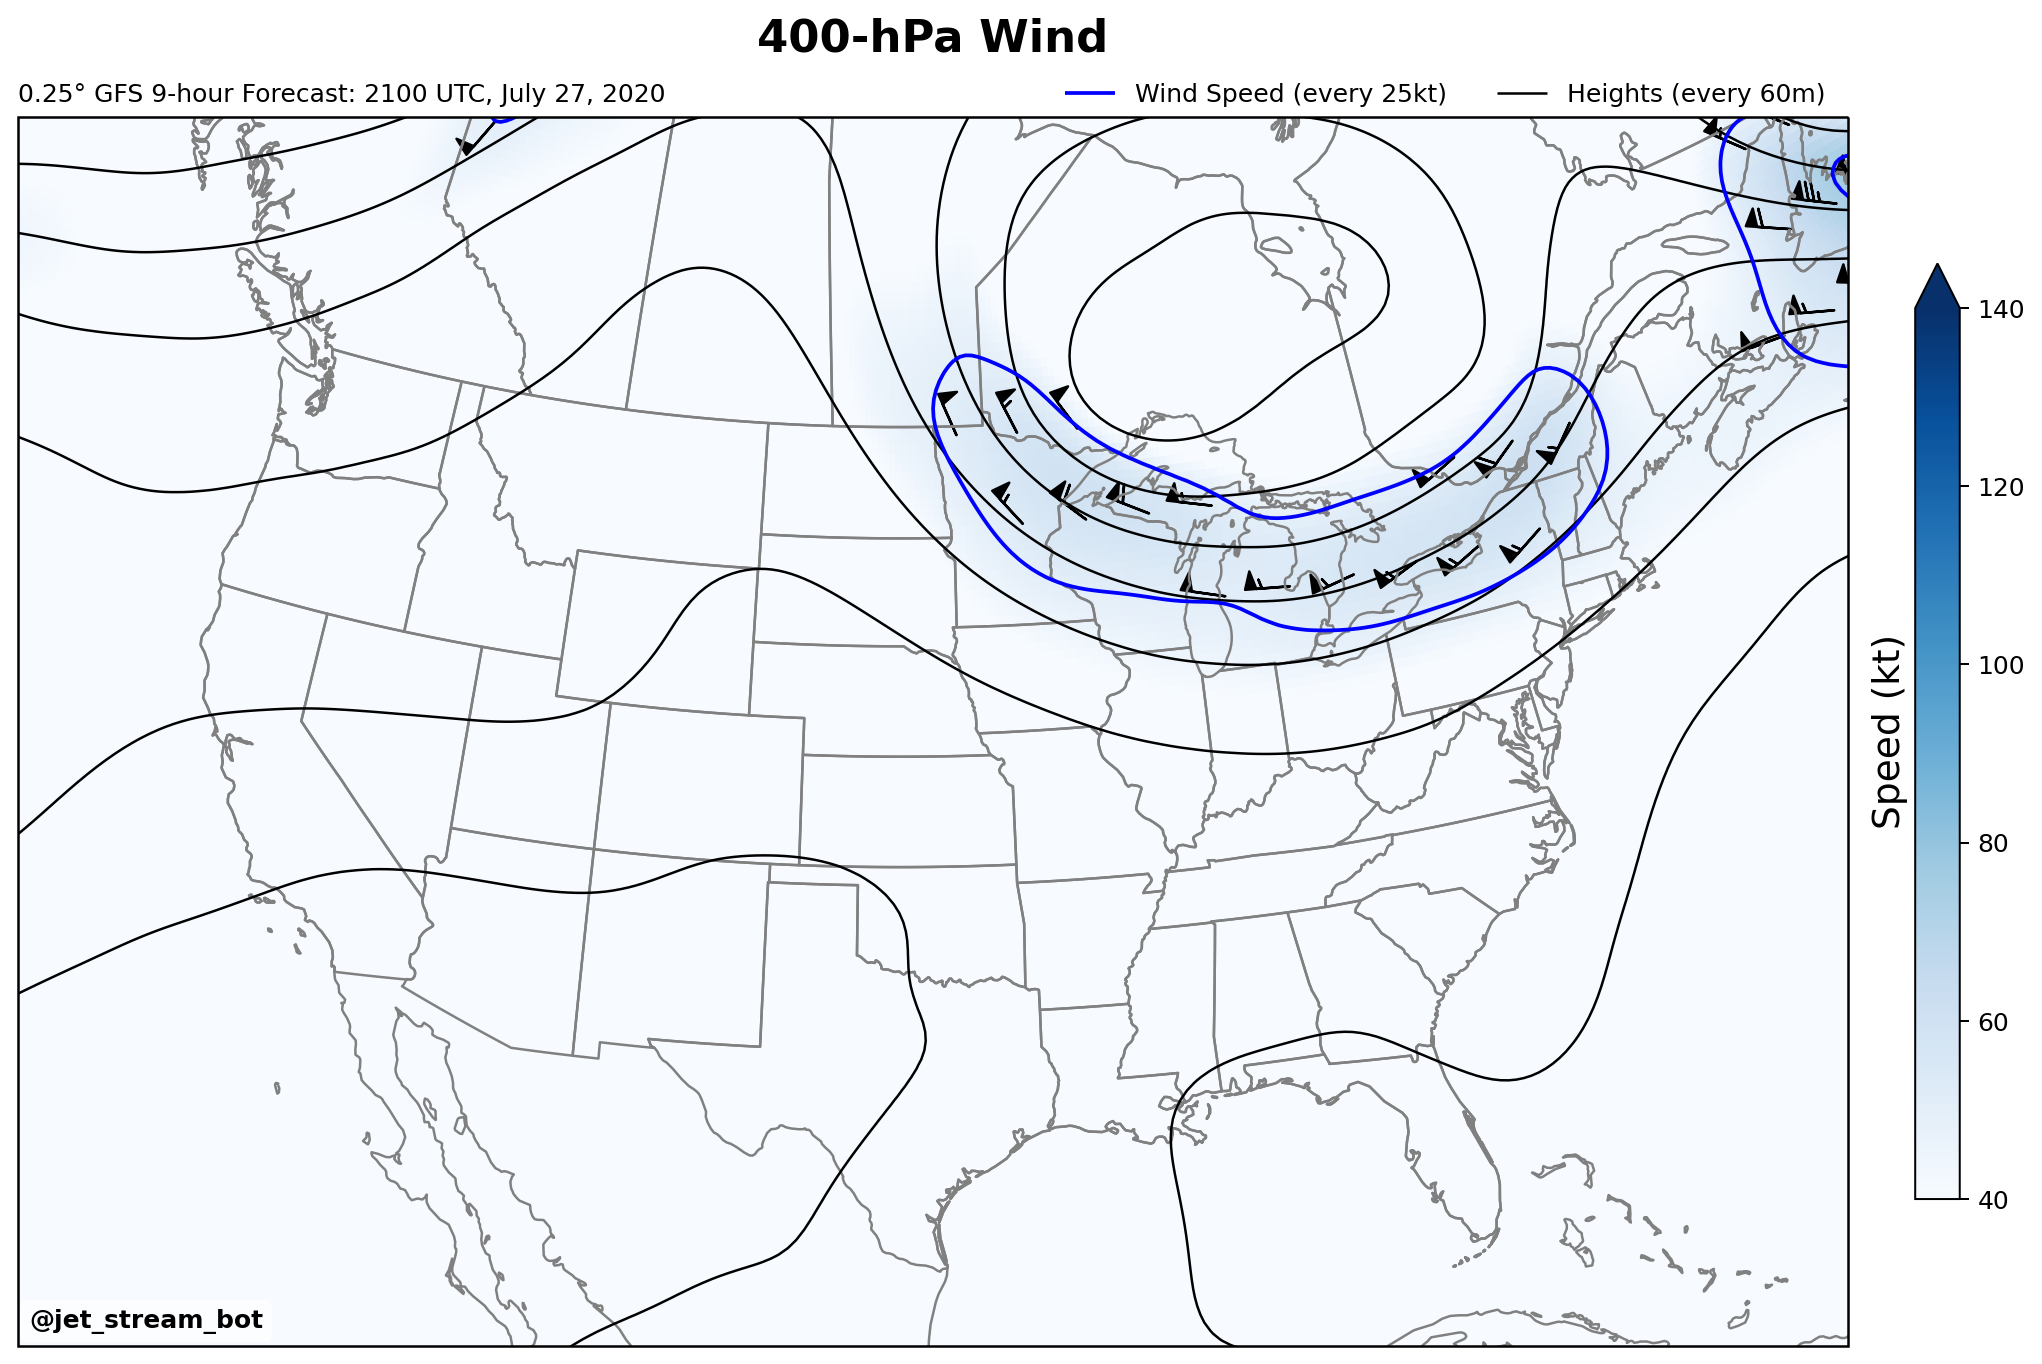 400-hPa Wind
0.25° GFS 9-hour Forecast: 2100 UTC, July 27, 2020
Wind Speed (every 25kt)
Heights (every 60m)
140
120
100
80
60
40
Speed (kt)
@jet_stream_bot